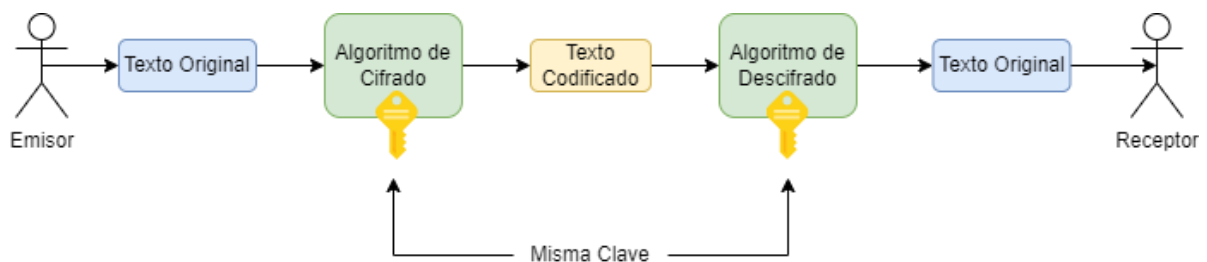 Texto Original
Algoritmo de
Cifrado
Texto
Codificado
Algoritmo de
Descifrado
Texto Original
Emisor
Receptor
Misma Clave